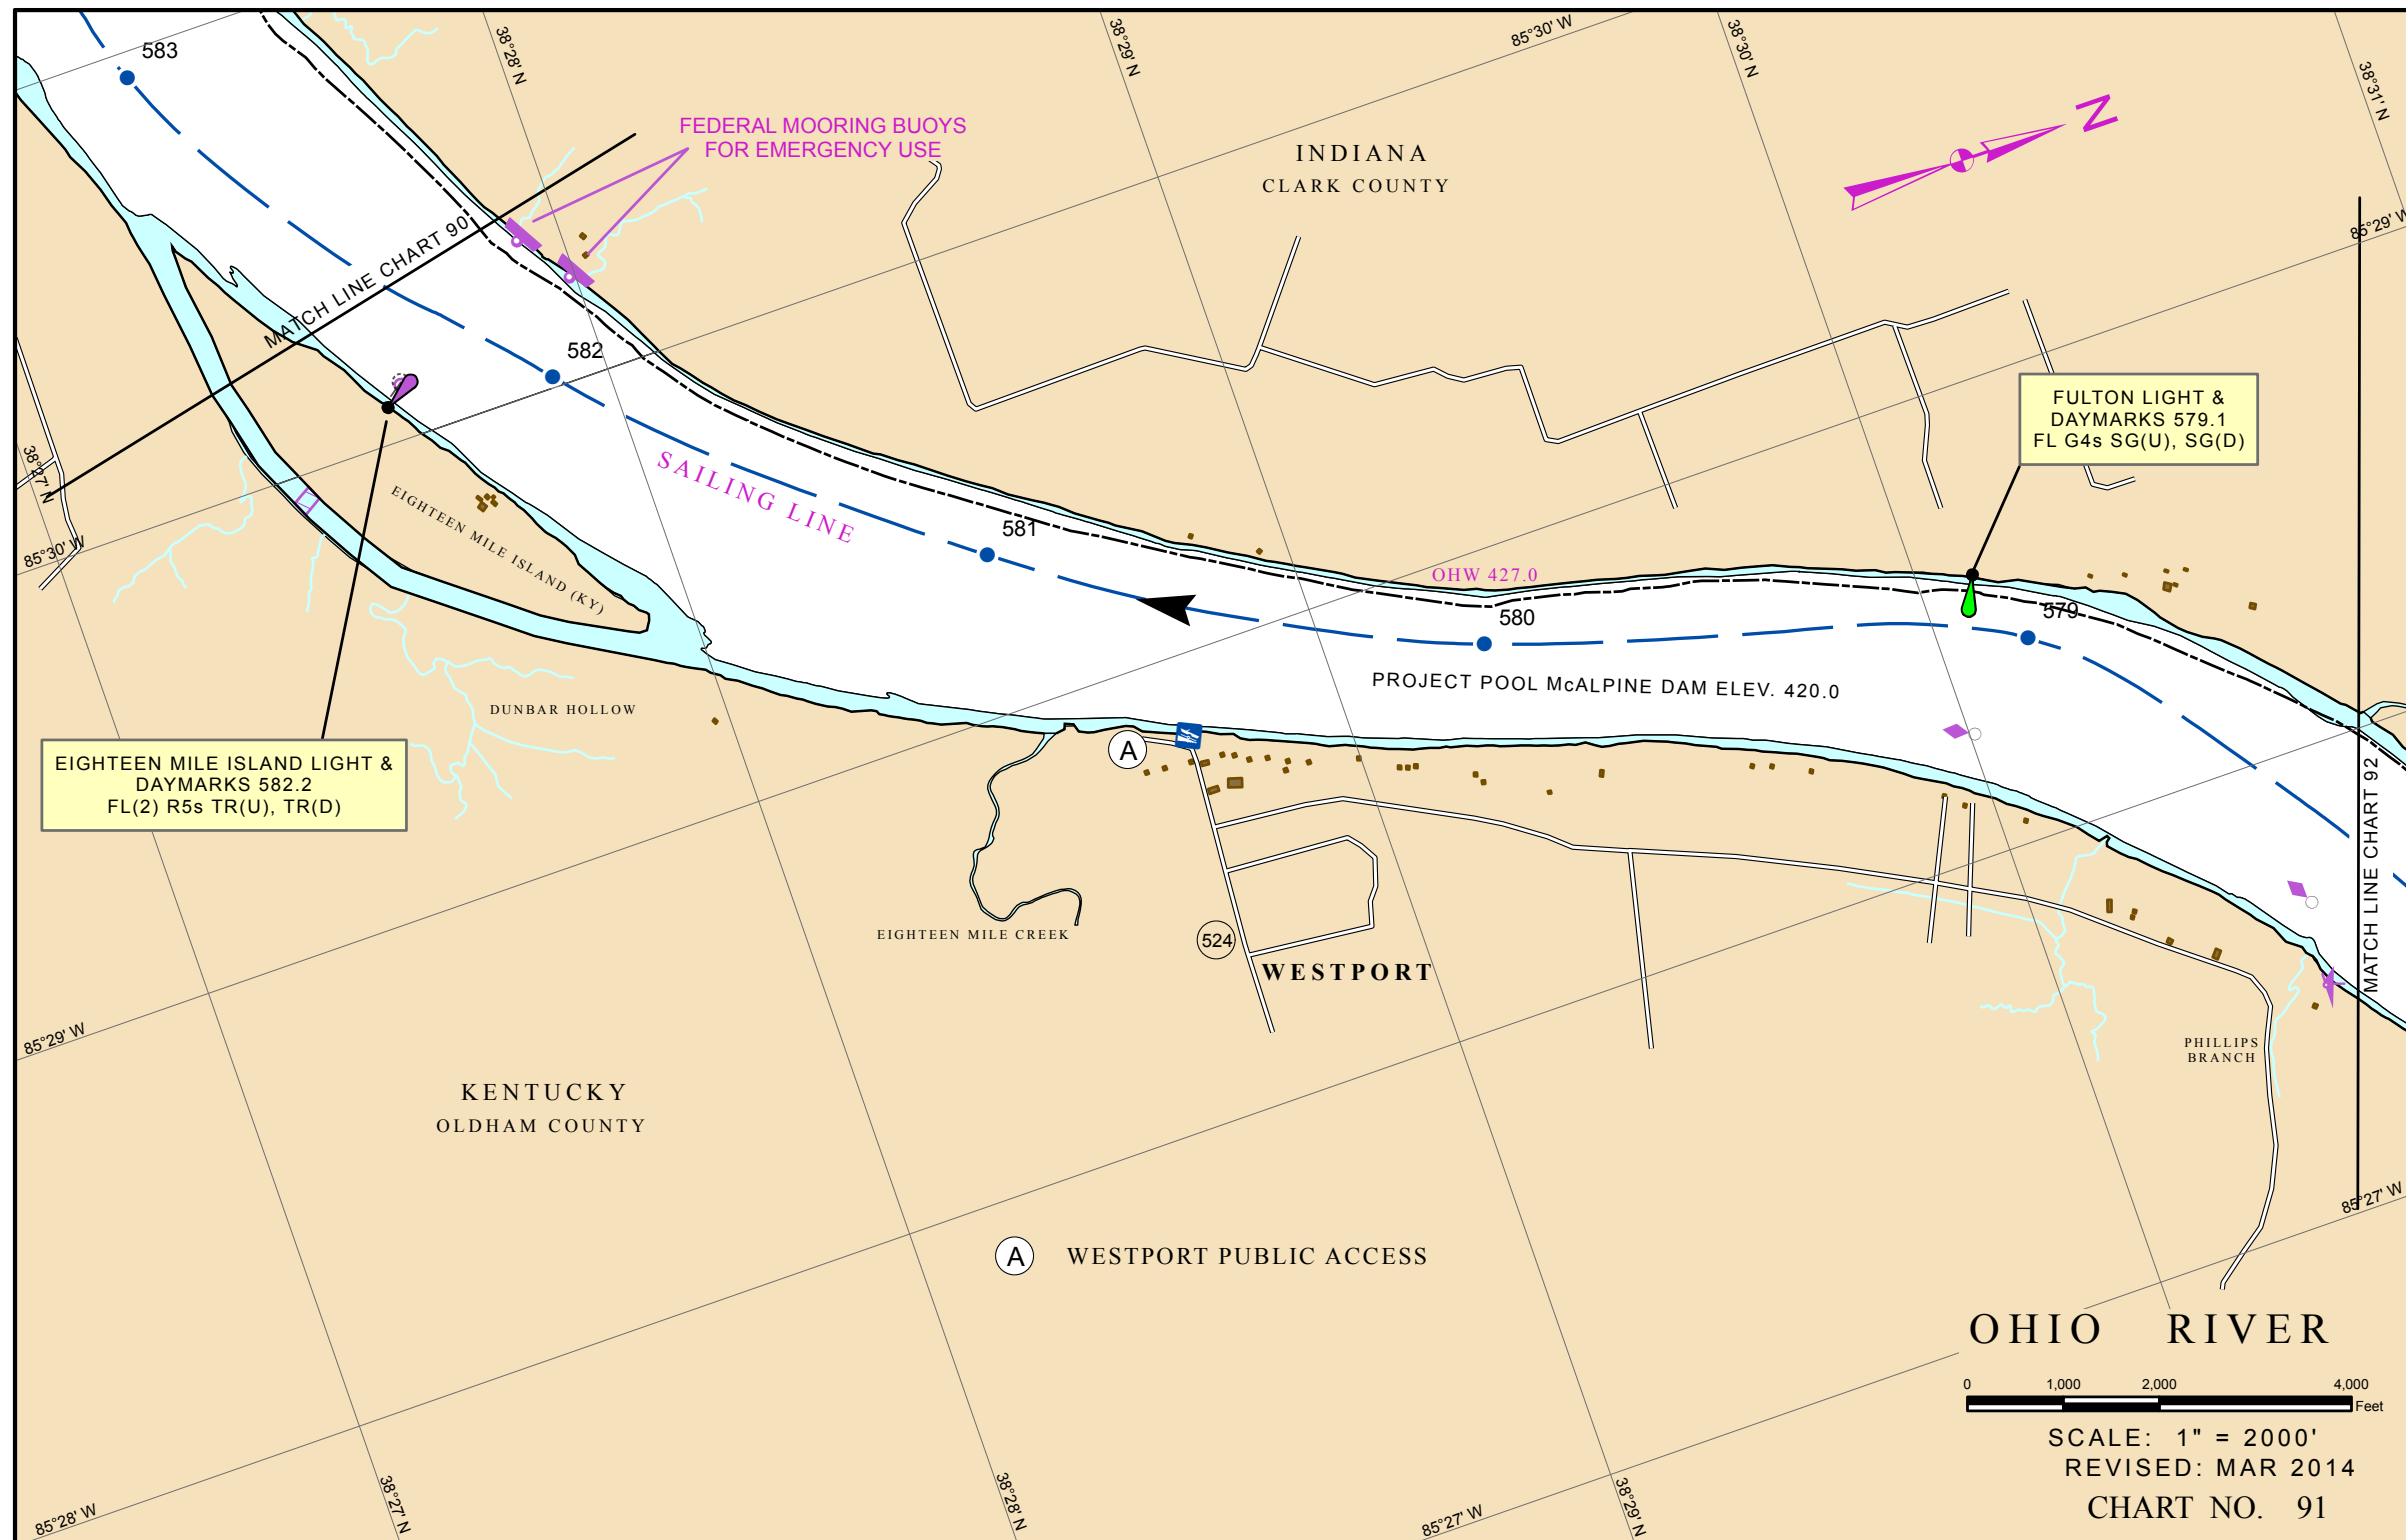 583
38°28' N
38°29' N
85°30' W
38°30' N
38°31' N
FEDERAL MOORING BUOYS
FOR EMERGENCY USE
INDIANA
CLARK COUNTY
N
85°29' W
MATCH LINE CHART 90
582
FULTON LIGHT &
DAYMARKS 579.1
FL G4s SG(U), SG(D)
38°27' N
85°30' W
EIGHTEEN MILE ISLAND (KY)
SAILING LINE
581
OHW 427.0
580
579
PROJECT POOL McALPINE DAM ELEV. 420.0
DUNBAR HOLLOW
A
EIGHTEEN MILE ISLAND LIGHT &
DAYMARKS 582.2
FL(2) R5s TR(U), TR(D)
MATCH LINE CHART 92
EIGHTEEN MILE CREEK
524
WESTPORT
85°29' W
PHILLIPS
BRANCH
KENTUCKY
OLDHAM COUNTY
85°27' W
A WESTPORT PUBLIC ACCESS
OHIO RIVER
0 1,000 2,000 4,000
Feet
SCALE: 1" = 2000'
REVISED: MAR 2014
CHART NO. 91
85°28' W
38°27' N
38°28' N
85°27' W
38°29' N